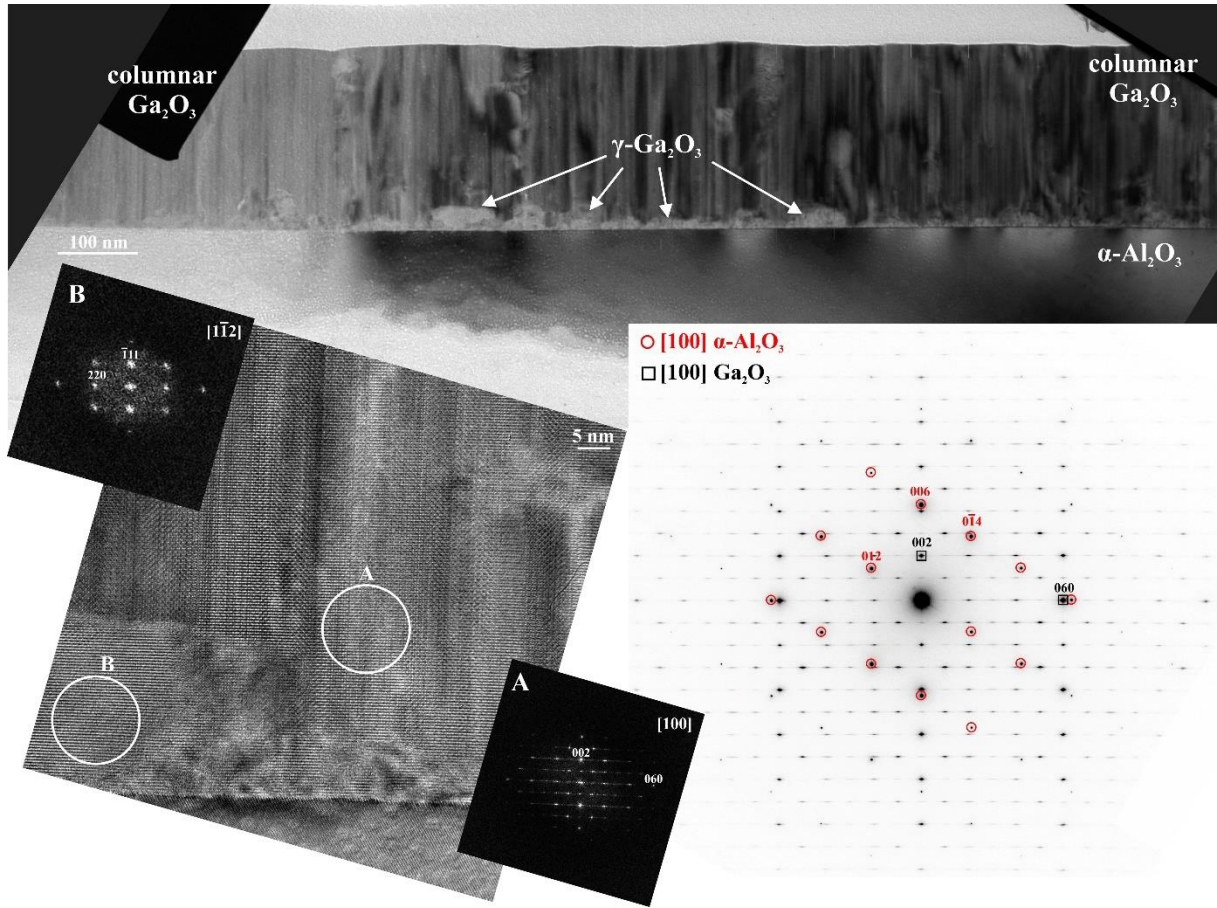 columnar
Ga₂O₃
columnar
Ga₂O₃
γ-Ga₂O₃
100 nm
α-Al₂O₃
B
[11̅2]
1̅11
220
5 nm
A
B
A
[100]
002
060
[100] α-Al₂O₃
[100] Ga₂O₃
006
01̅4
002
012
060